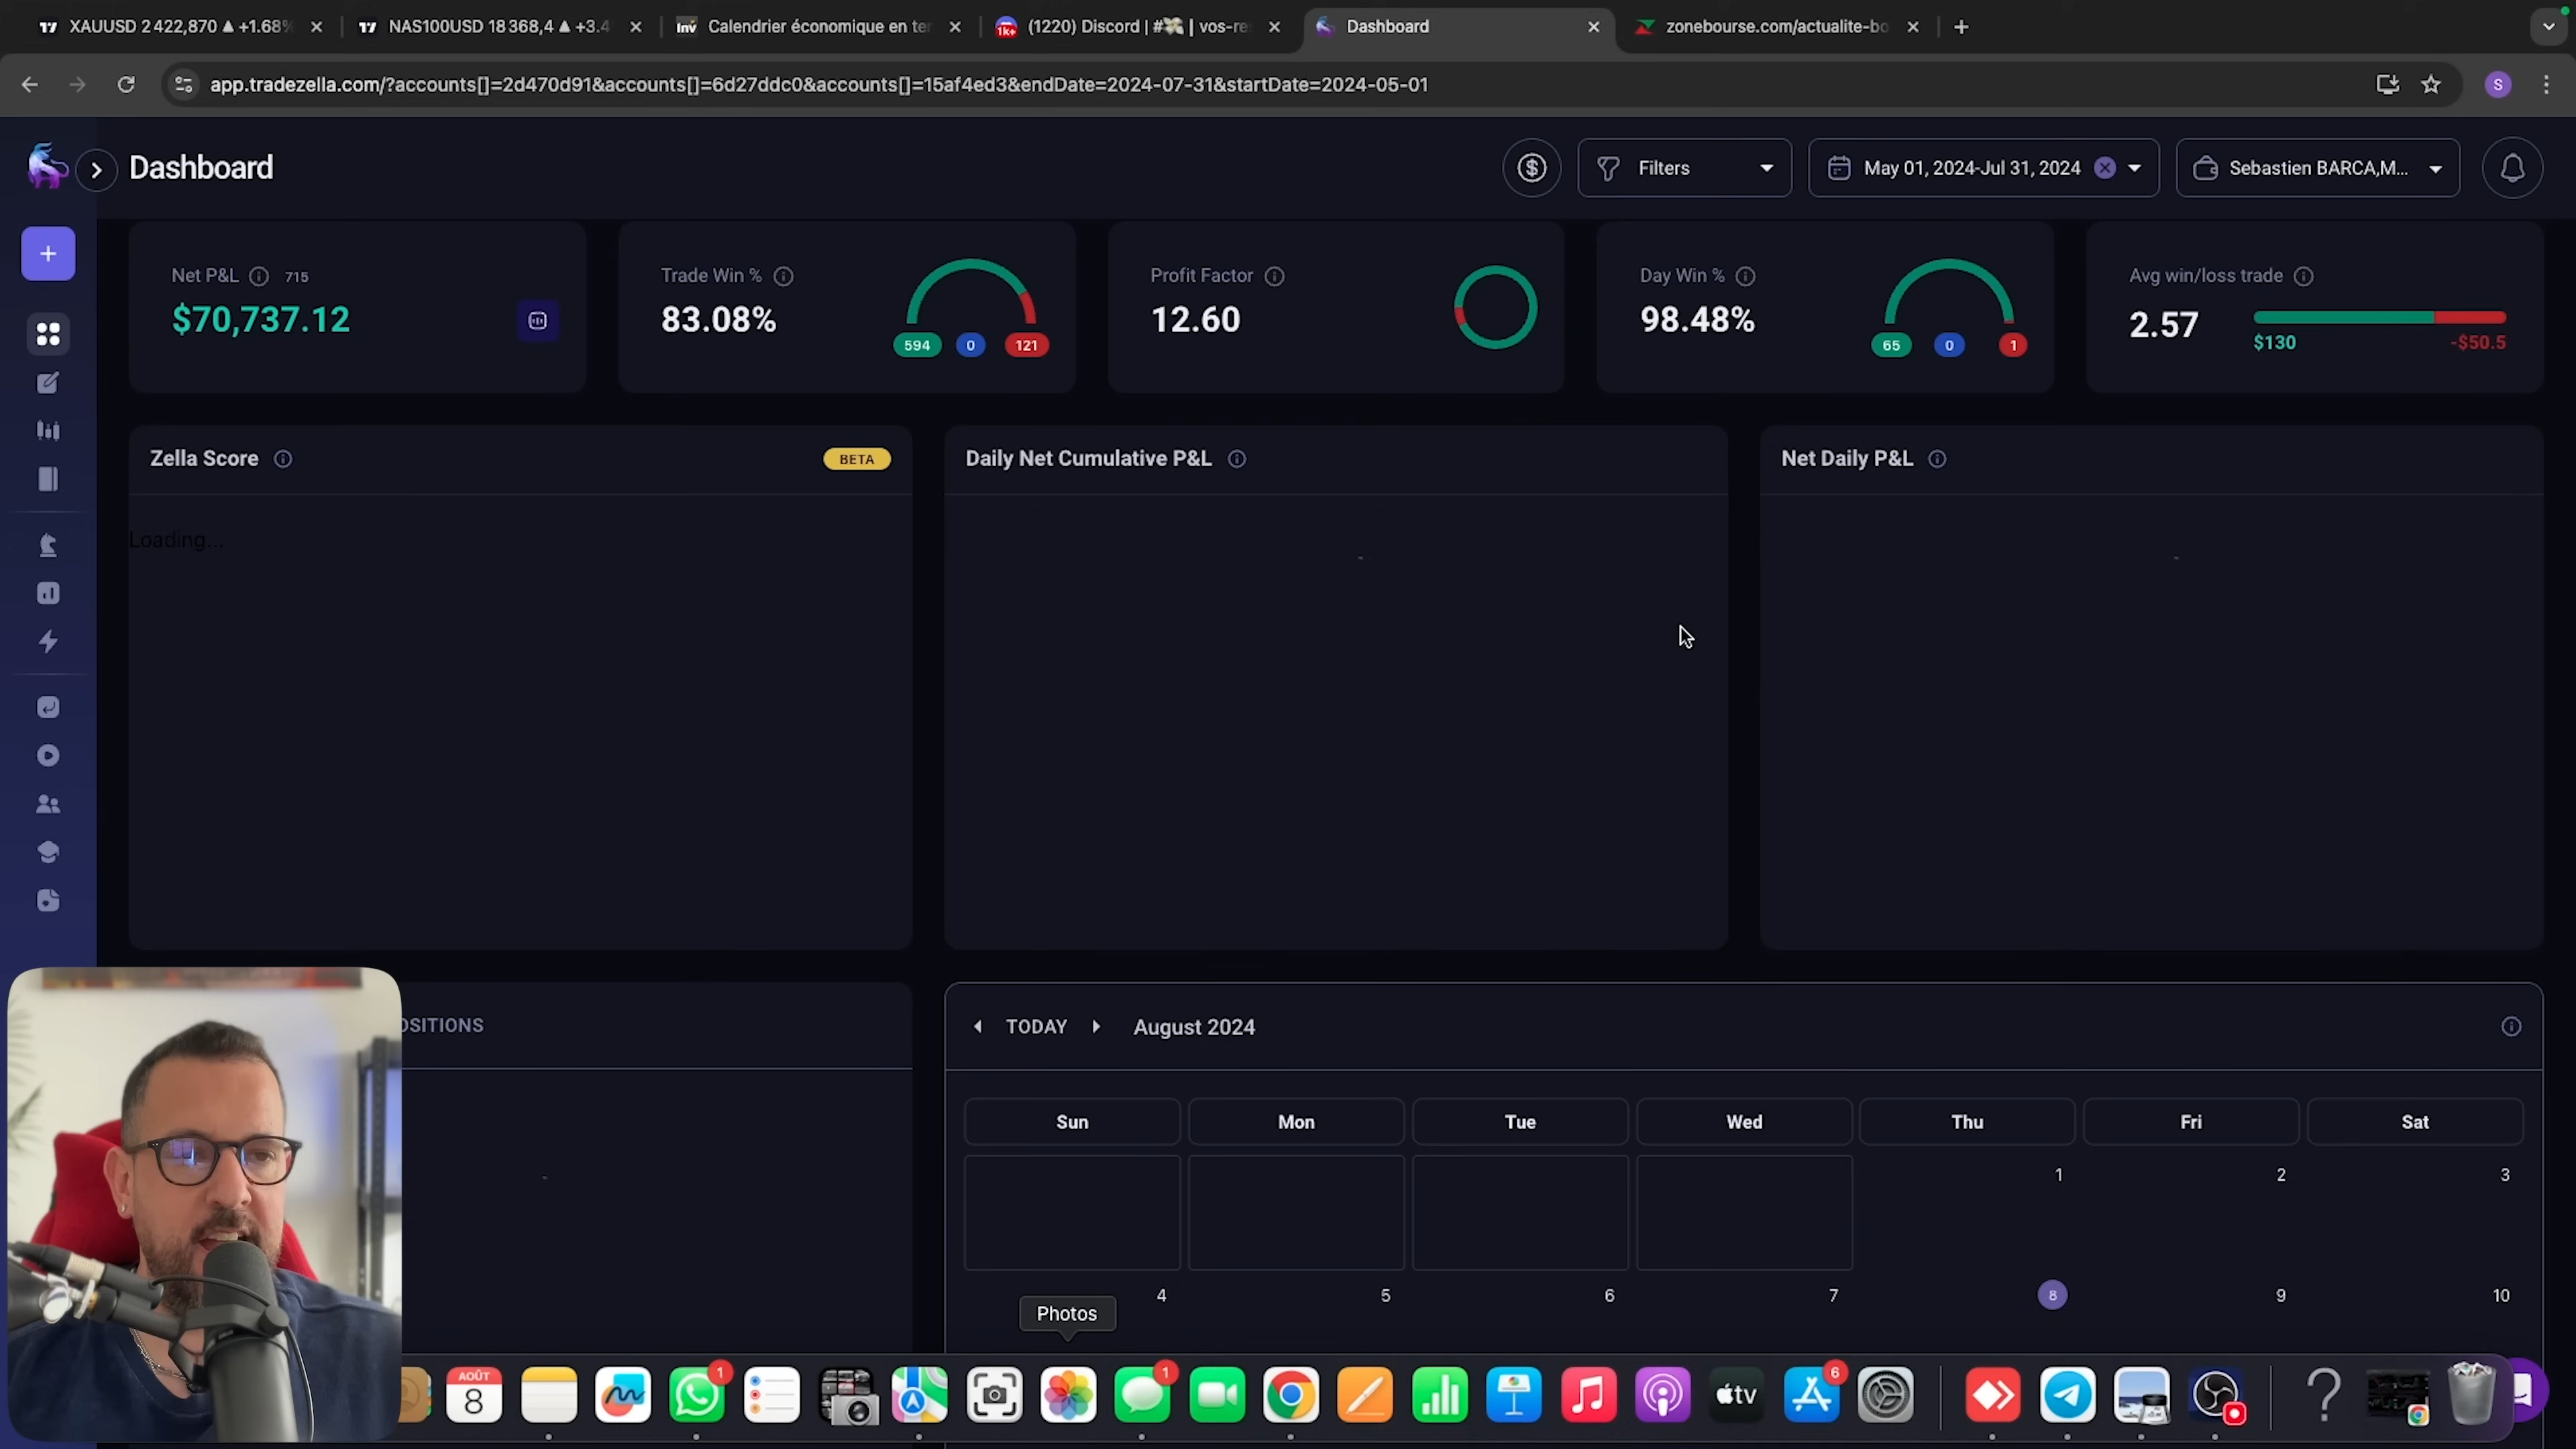 XAUUSD 2 422,870 ▲ +1.68%
NAS100USD 18 368,4 ▲ +3.4
Inv
Calendrier économique en te
1k+
(1220) Discord | #💸 | vos-re
Dashboard
zonebourse.com/actualite-bo
app.tradezella.com/?accounts[]=2d470d91&accounts[]=6d27ddc0&accounts[]=15af4ed3&endDate=2024-07-31&startDate=2024-05-01
S
Dashboard
Filters
May 01, 2024-Jul 31, 2024
Sebastien BARCA,M...
Net P&L 715
$70,737.12
Trade Win %
83.08%
594 0 121
Profit Factor
12.60
Day Win %
98.48%
65 0 1
Avg win/loss trade
2.57
$130 -$50.5
Zella Score
BETA
Daily Net Cumulative P&L
Net Daily P&L
Loading...
-
-
OSITIONS
-
TODAY
August 2024
Sun Mon Tue Wed Thu Fri Sat
1 2 3
4 5 6 7 8 9 10
Photos
AOÛT
8
1
1
tv
6